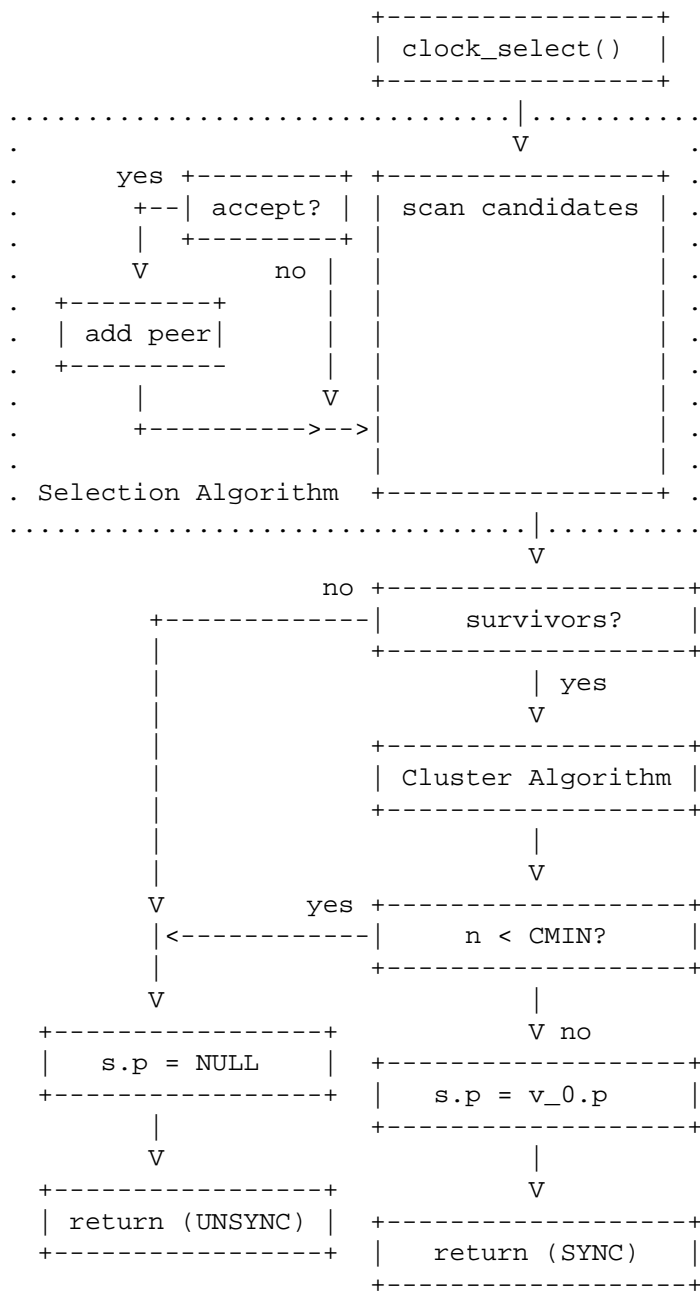 clock_select()
yes
accept?
scan candidates
no
add peer
Selection Algorithm
no
survivors?
yes
Cluster Algorithm
yes
n < CMIN?
no
s.p = NULL
s.p = v_0.p
return (UNSYNC)
return (SYNC)